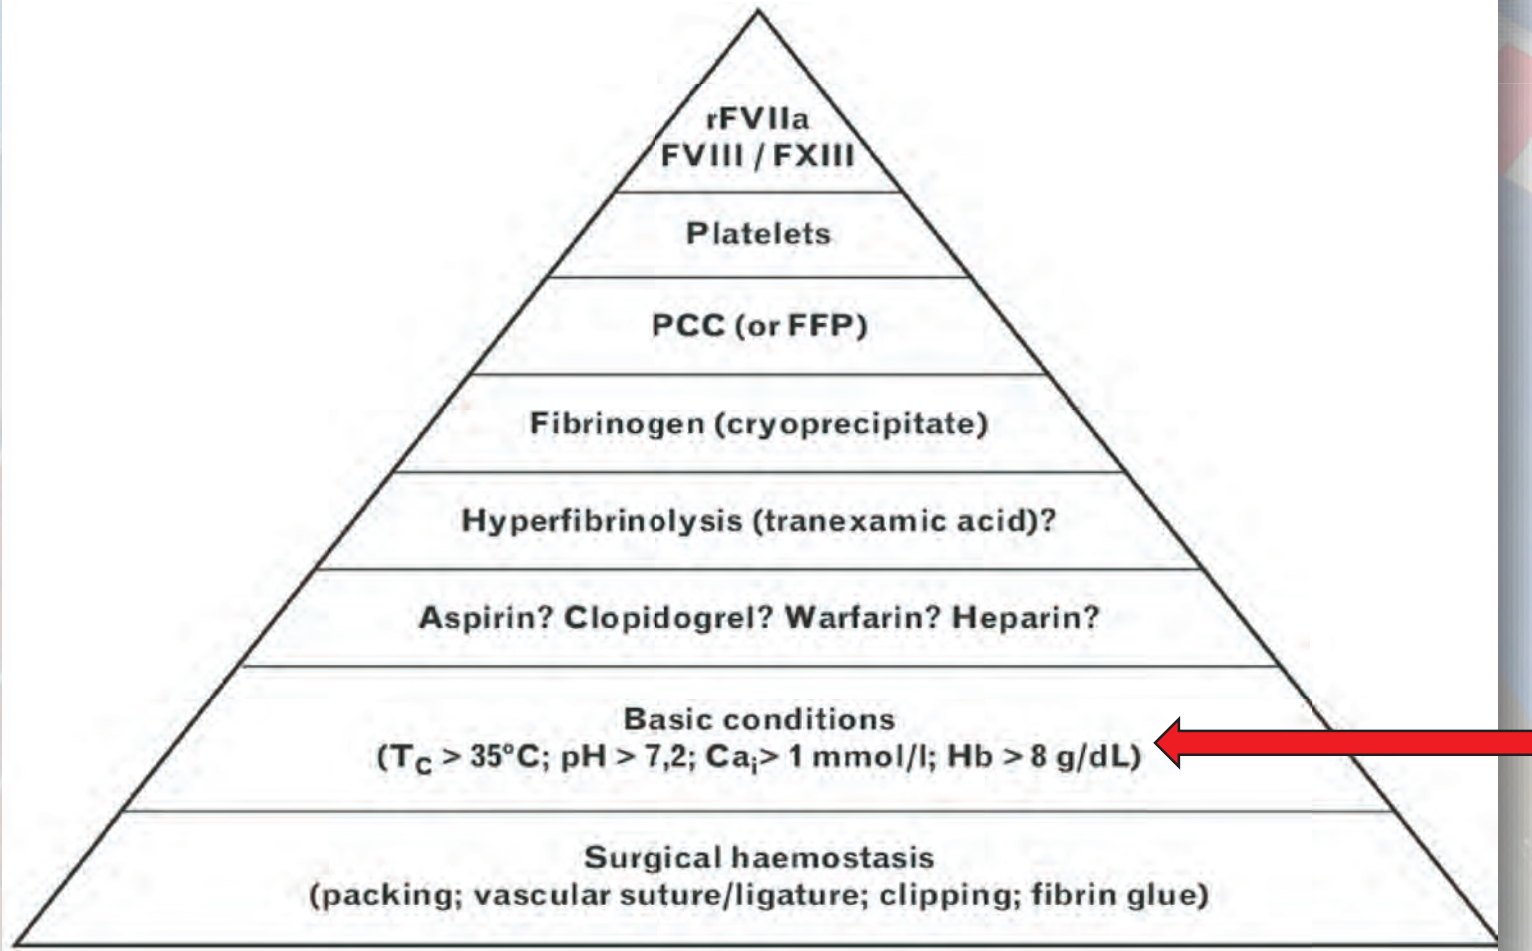 rFVIIa
FVIII / FXIII
Platelets
PCC (or FFP)
Fibrinogen (cryoprecipitate)
Hyperfibrinolysis (tranexamic acid)?
Aspirin? Clopidogrel? Warfarin? Heparin?
Basic conditions
(TC > 35°C; pH > 7,2; Cai> 1 mmol/l; Hb > 8 g/dL)
Surgical haemostasis
(packing; vascular suture/ligature; clipping; fibrin glue)